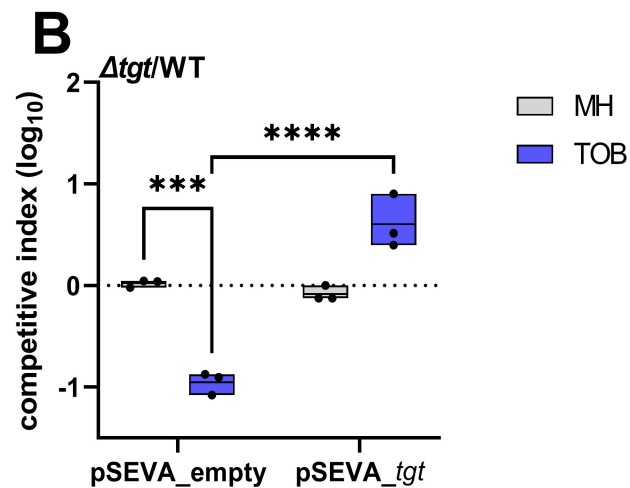 B
Δtgt/WT
competitive index (log10)
2
1
0
-1
****
***
MH
TOB
pSEVA_empty
pSEVA_tgt